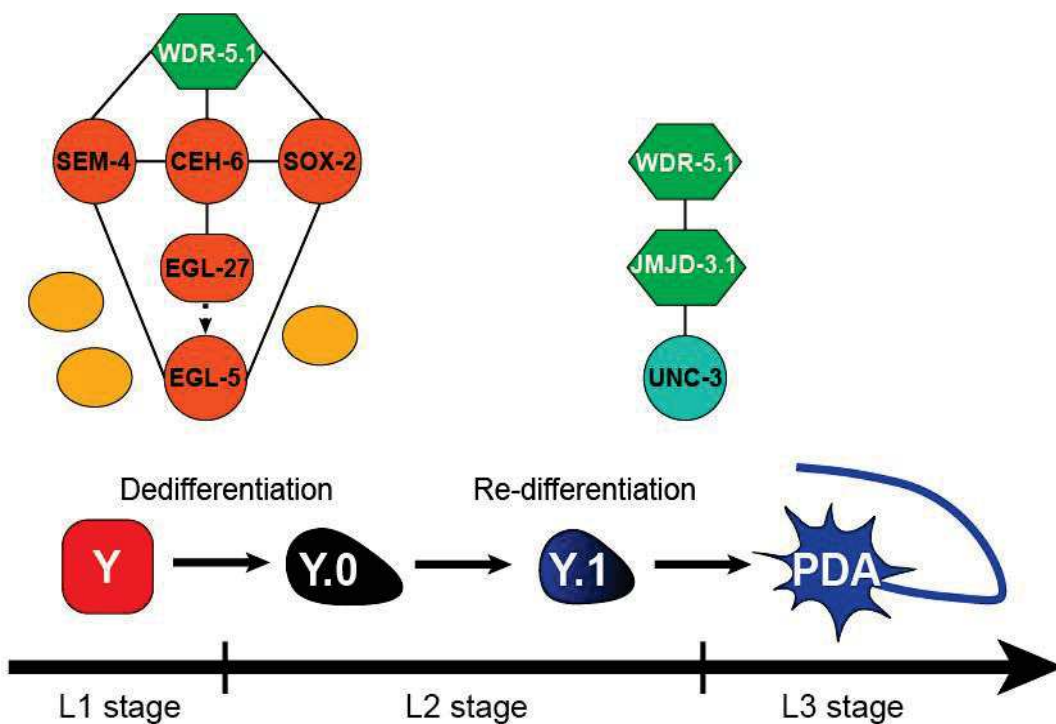 WDR-5.1
SEM-4 CEH-6 SOX-2
EGL-27
EGL-5
WDR-5.1
JMJD-3.1
UNC-3
Dedifferentiation Re-differentiation
Y Y.0 Y.1 PDA
L1 stage L2 stage L3 stage